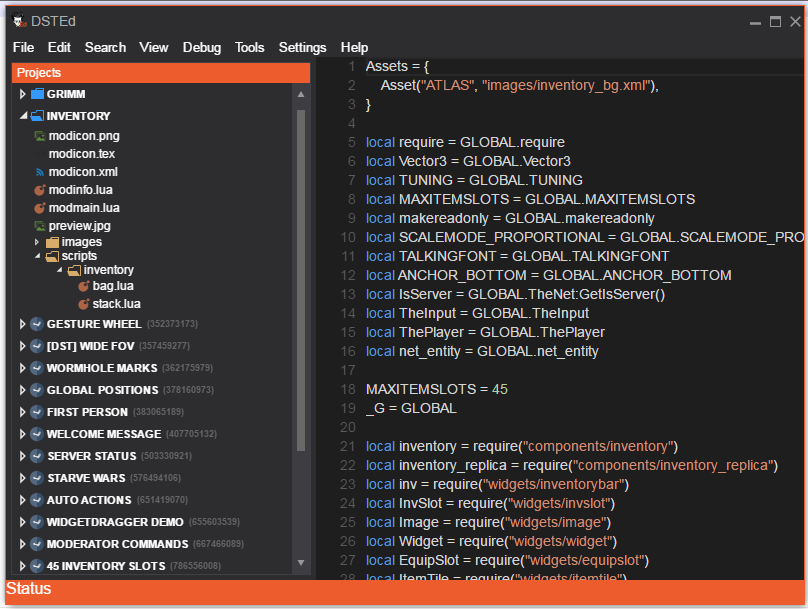 DSTEd
File Edit Search View Debug Tools Settings Help
Projects
GRIMM
INVENTORY
modicon.png
modicon.tex
modicon.xml
modinfo.lua
modmain.lua
preview.jpg
images
scripts
inventory
bag.lua
stack.lua
GESTURE WHEEL (352373173)
[DST] WIDE FOV (357459277)
WORMHOLE MARKS (362175979)
GLOBAL POSITIONS (378160973)
FIRST PERSON (383065189)
WELCOME MESSAGE (407705132)
SERVER STATUS (503330921)
STARVE WARS (576494106)
AUTO ACTIONS (651419070)
WIDGETDRAGGER DEMO (655603539)
MODERATOR COMMANDS (667466089)
45 INVENTORY SLOTS (786556008)
1 Assets = {
2 Asset("ATLAS", "images/inventory_bg.xml"),
3 }
4
5 local require = GLOBAL.require
6 local Vector3 = GLOBAL.Vector3
7 local TUNING = GLOBAL.TUNING
8 local MAXITEMSLOTS = GLOBAL.MAXITEMSLOTS
9 local makereadonly = GLOBAL.makereadonly
10 local SCALEMODE_PROPORTIONAL = GLOBAL.SCALEMODE_PRO
11 local TALKINGFONT = GLOBAL.TALKINGFONT
12 local ANCHOR_BOTTOM = GLOBAL.ANCHOR_BOTTOM
13 local IsServer = GLOBAL.TheNet:GetIsServer()
14 local TheInput = GLOBAL.TheInput
15 local ThePlayer = GLOBAL.ThePlayer
16 local net_entity = GLOBAL.net_entity
17
18 MAXITEMSLOTS = 45
19 _G = GLOBAL
20
21 local inventory = require("components/inventory")
22 local inventory_replica = require("components/inventory_replica")
23 local inv = require("widgets/inventorybar")
24 local InvSlot = require("widgets/invslot")
25 local Image = require("widgets/image")
26 local Widget = require("widgets/widget")
27 local EquipSlot = require("widgets/equipslot")
28 local ItemTile = require("widgets/itemtile")
Status